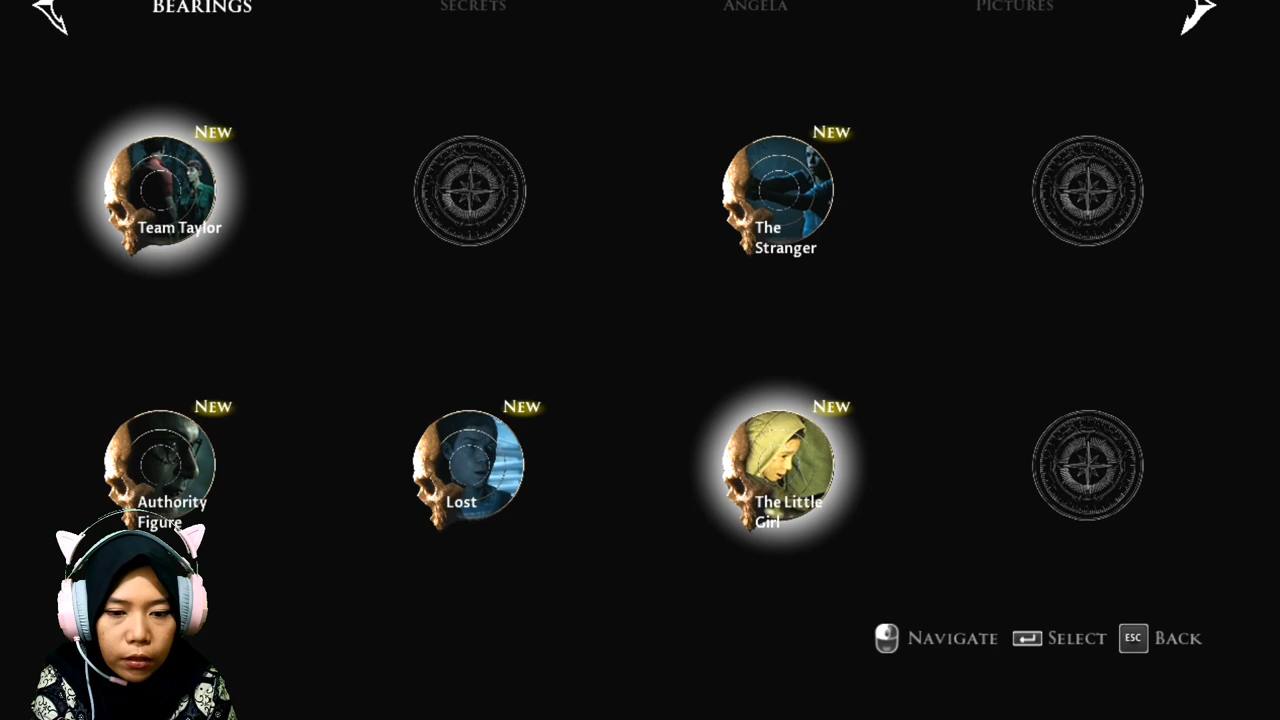 BEARINGS
SECRETS
ANGELA
PICTURES
NEW
Team Taylor
NEW
The
Stranger
NEW
Authority
Figure
NEW
Lost
NEW
The Little
Girl
NAVIGATE
SELECT
ESC
BACK